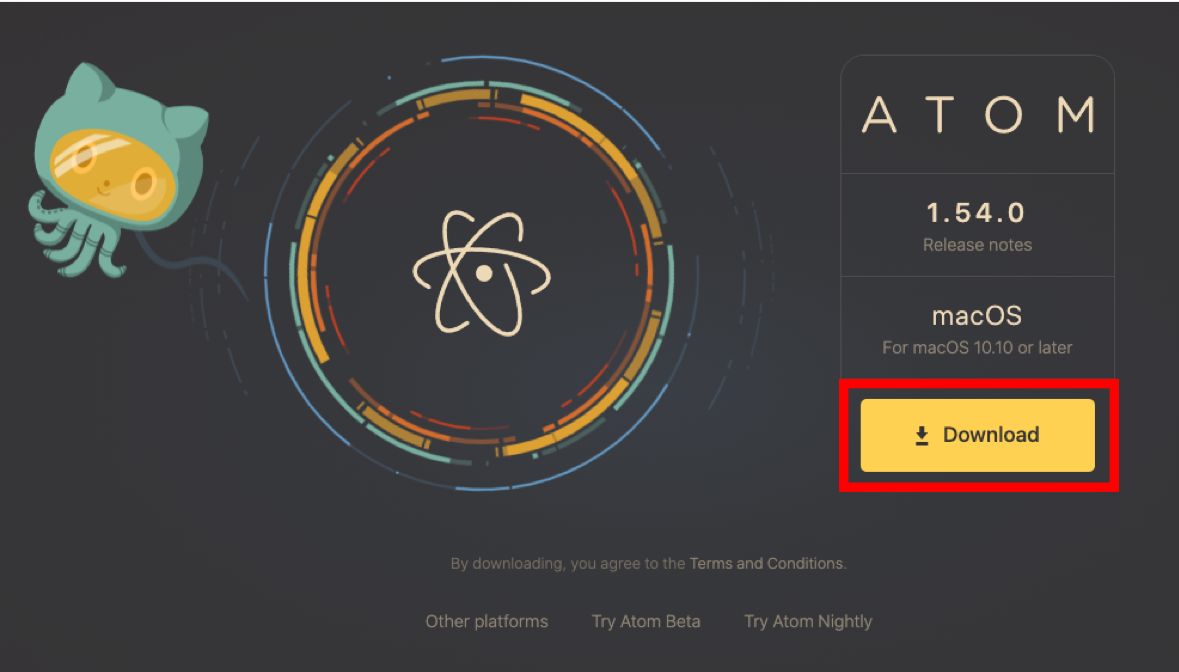 ATOM
1.54.0
Release notes
macOS
For macOS 10.10 or later
Download
By downloading, you agree to the Terms and Conditions.
Other platforms
Try Atom Beta
Try Atom Nightly